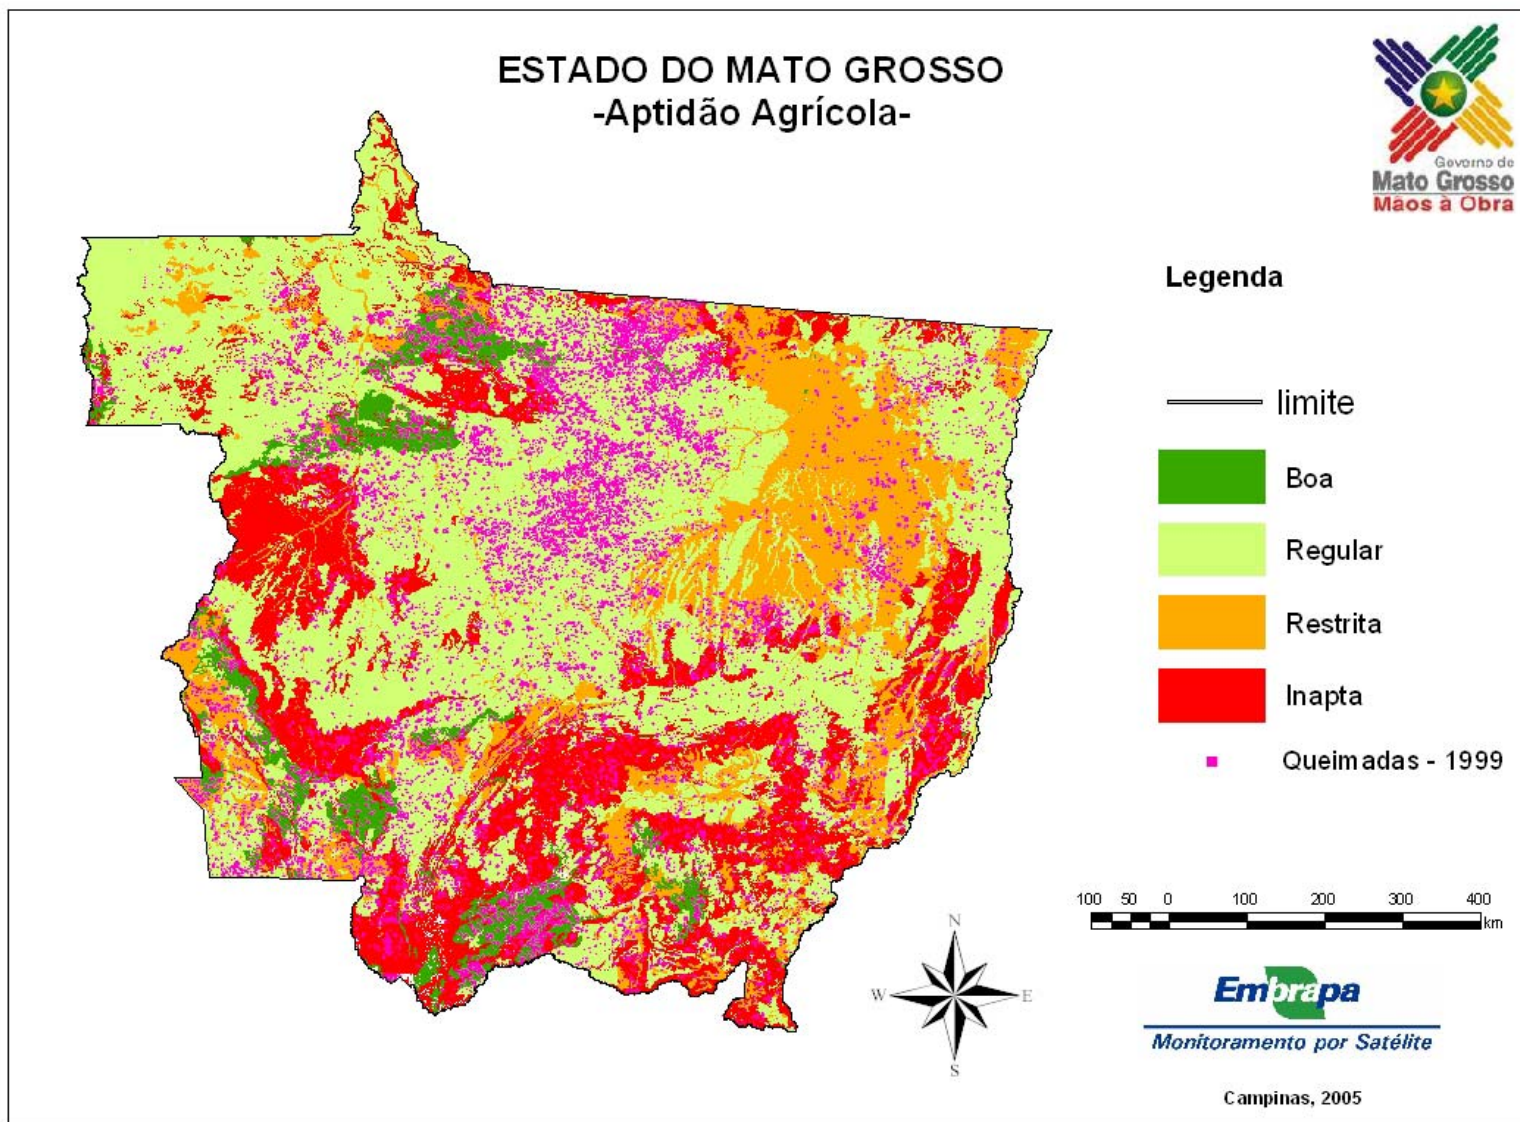 ESTADO DO MATO GROSSO
-Aptidão Agrícola-
Governo de
Mato Grosso
Mãos à Obra
Legenda
limite
Boa
Regular
Restrita
Inapta
Queimadas - 1999
100 50 0 100 200 300 400
km
N
W E
S
Embrapa
Monitoramento por Satélite
Campinas, 2005